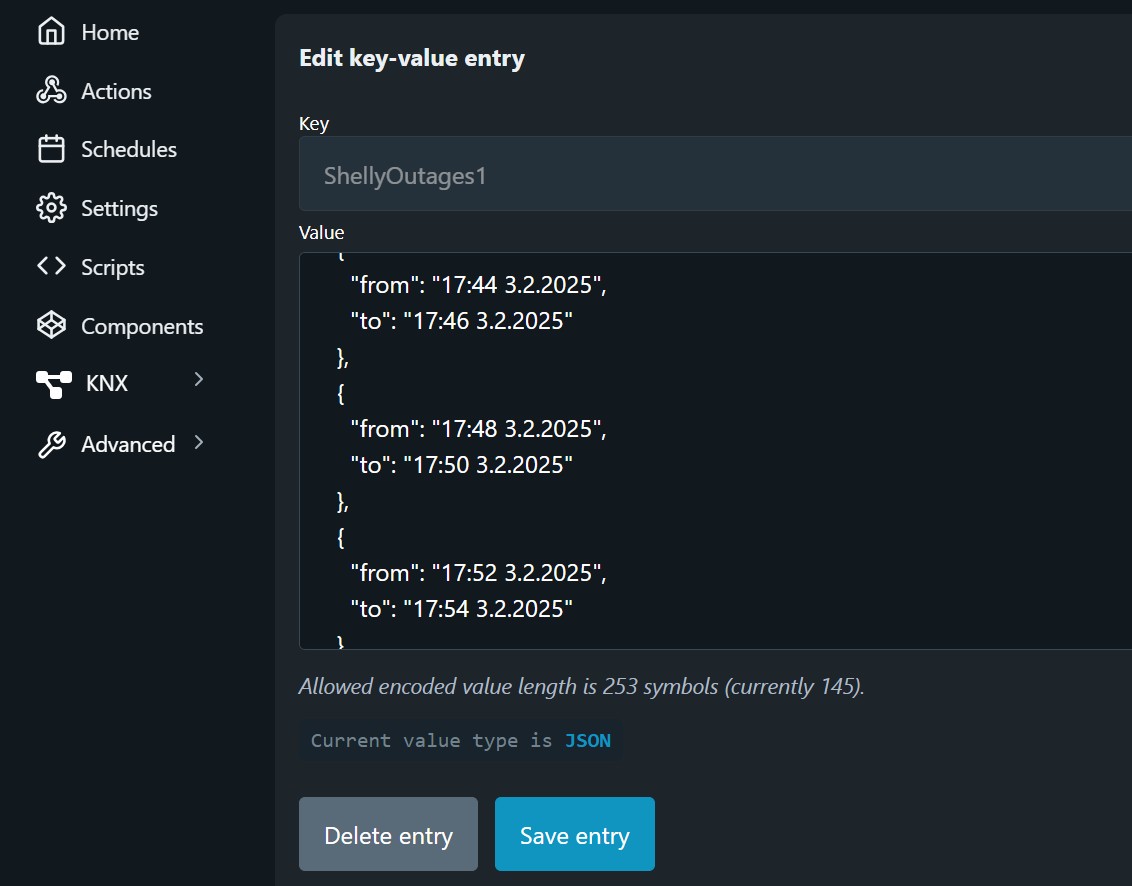 Home
Actions
Schedules
Settings
Scripts
Components
KNX
Advanced
Edit key-value entry
Key
ShellyOutages1
Value
{
"from": "17:44 3.2.2025",
"to": "17:46 3.2.2025"
},
{
"from": "17:48 3.2.2025",
"to": "17:50 3.2.2025"
},
{
"from": "17:52 3.2.2025",
"to": "17:54 3.2.2025"
}
Allowed encoded value length is 253 symbols (currently 145).
Current value type is JSON
Delete entry
Save entry